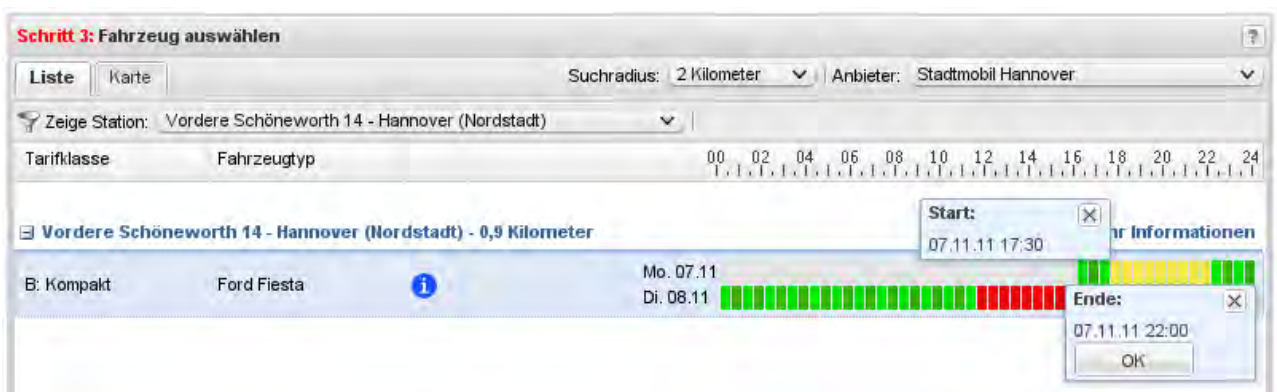 Schritt 3: Fahrzeug auswählen ?
Liste Karte Suchradius: 2 Kilometer Anbieter: Stadtmobil Hannover
Zeige Station: Vordere Schöneworth 14 - Hannover (Nordstadt)
Tarifklasse Fahrzeugtyp 00 02 04 06 08 10 12 14 16 18 20 22 24
Start:
07.11.11 17:30
Vordere Schöneworth 14 - Hannover (Nordstadt) - 0,9 Kilometer hr Informationen
B: Kompakt Ford Fiesta i Mo. 07.11
Di. 08.11
Ende:
07.11.11 22:00
OK